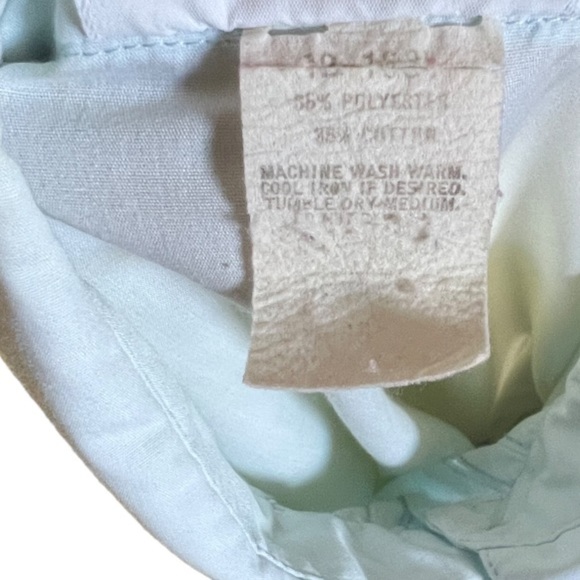 65% POLYESTER
35% COTTON
MACHINE WASH WARM.
COOL IRON IF DESIRED.
TUMBLE DRY MEDIUM.